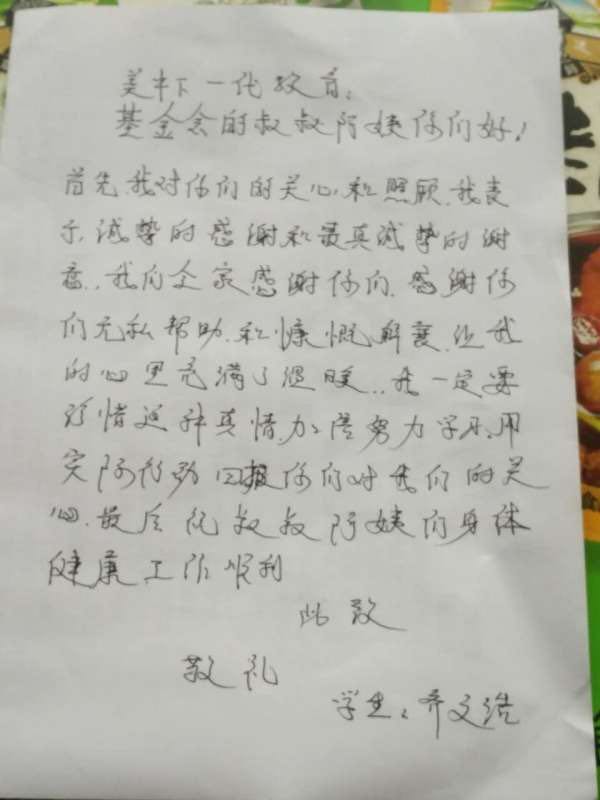 美中下一代教育:
基金会的叔叔阿姨你们好!
首先,我对你们的关心,和照顾,我表
示,诚挚的感谢和最真诚挚的谢
意,我们全家感谢你们,感谢你
们无私帮助,和慷慨解囊,让我
的心里充满了温暖,我一定要
珍惜这种真情,加倍努力学习,用
实际行动回报你们对我们的关
心,最后祝叔叔阿姨们身体
健康,工作顺利
此致
敬礼
学生:齐文浩